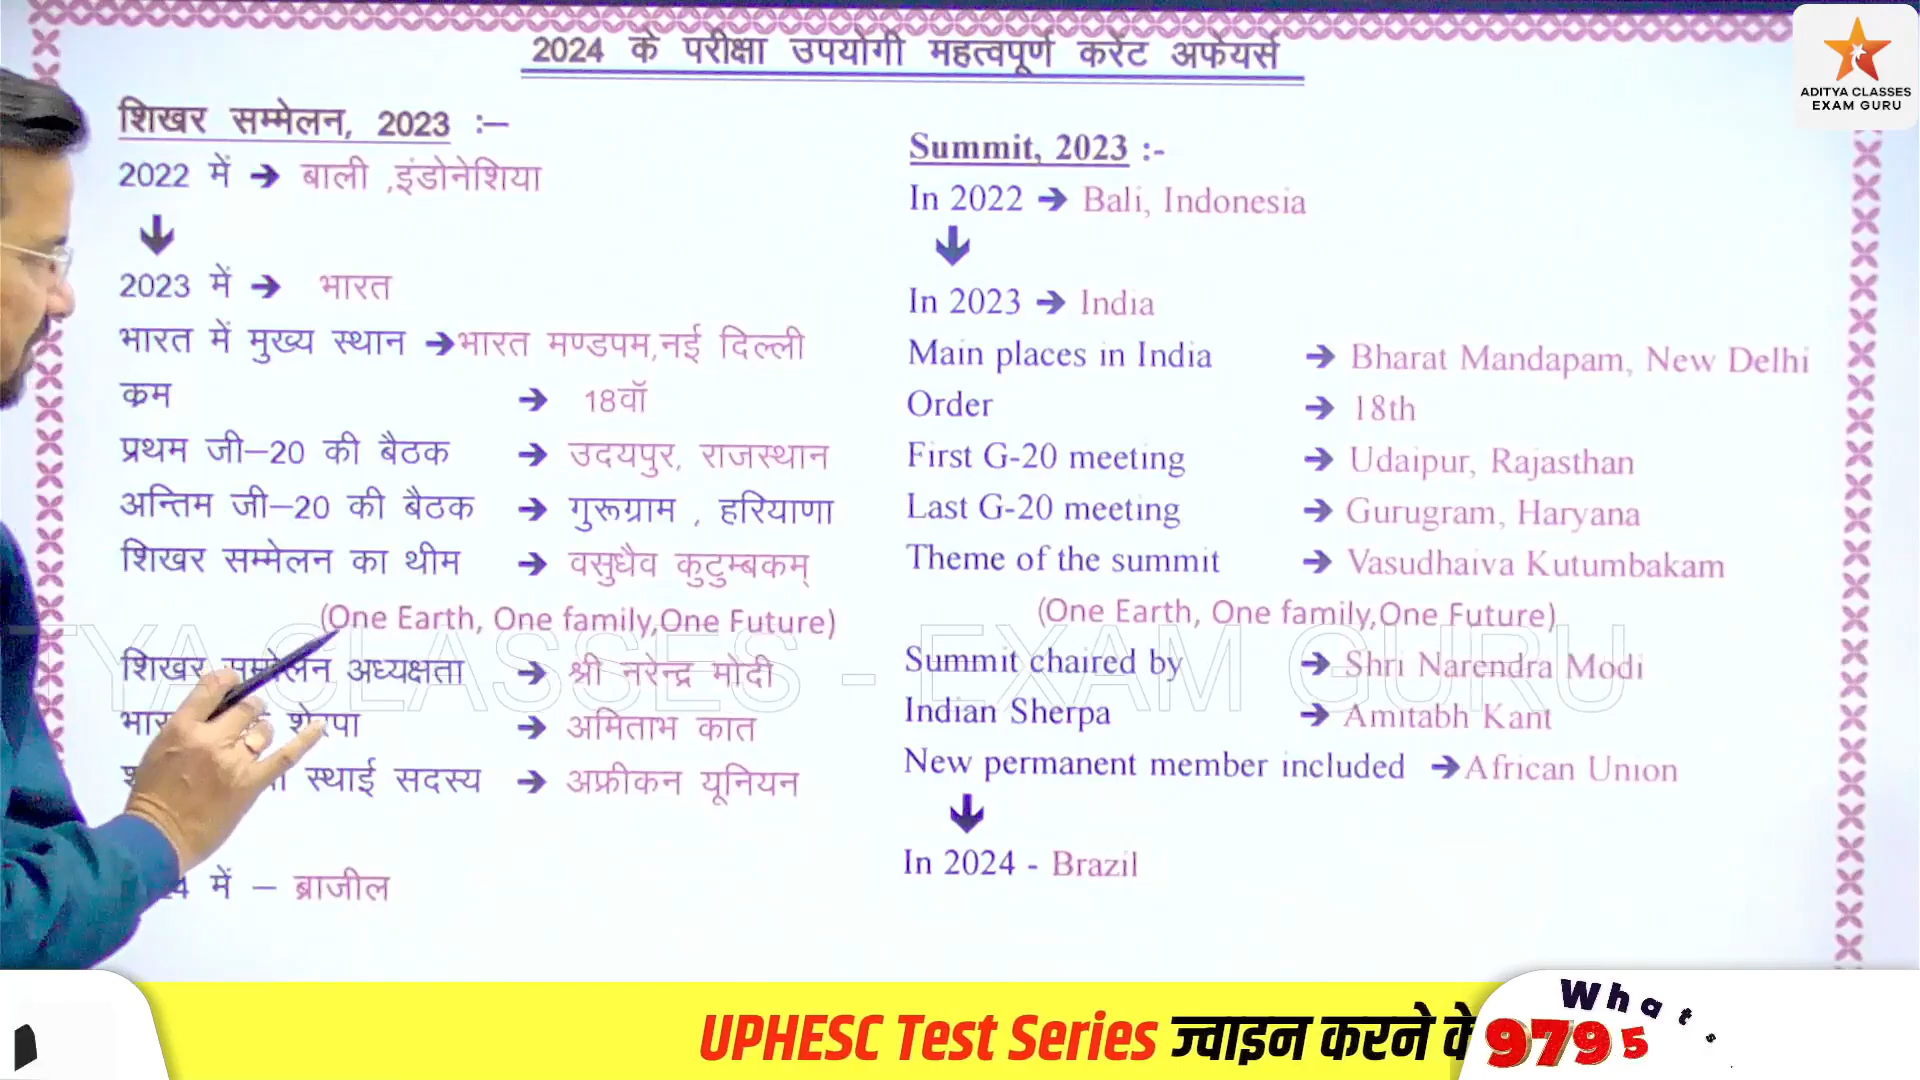 2024 के परीक्षा उपयोगी महत्वपूर्ण करेंट अफेयर्स
ADITYA CLASSES
EXAM GURU
शिखर सम्मेलन, 2023 :–
2022 में → बाली ,इंडोनेशिया
2023 में → भारत
भारत में मुख्य स्थान →भारत मण्डपम,नई दिल्ली
क्रम → 18वॉ
प्रथम जी–20 की बैठक → उदयपुर, राजस्थान
अन्तिम जी–20 की बैठक → गुरूग्राम , हरियाणा
शिखर सम्मेलन का थीम → वसुधैव कुटुम्बकम्
(One Earth, One family,One Future)
शिखर सम्मेलन अध्यक्षता → श्री नरेन्द्र मोदी
शेरपा → अमिताभ कांत
स्थाई सदस्य → अफ्रीकन यूनियन
में – ब्राजील
Summit, 2023 :-
In 2022 → Bali, Indonesia
In 2023 → India
Main places in India → Bharat Mandapam, New Delhi
Order → 18th
First G-20 meeting → Udaipur, Rajasthan
Last G-20 meeting → Gurugram, Haryana
Theme of the summit → Vasudhaiva Kutumbakam
(One Earth, One family,One Future)
Summit chaired by → Shri Narendra Modi
Indian Sherpa → Amitabh Kant
New permanent member included →African Union
In 2024 - Brazil
CLASSES - EXAM GURU
UPHESC Test Series ज्वाइन करने के
Whats
9795